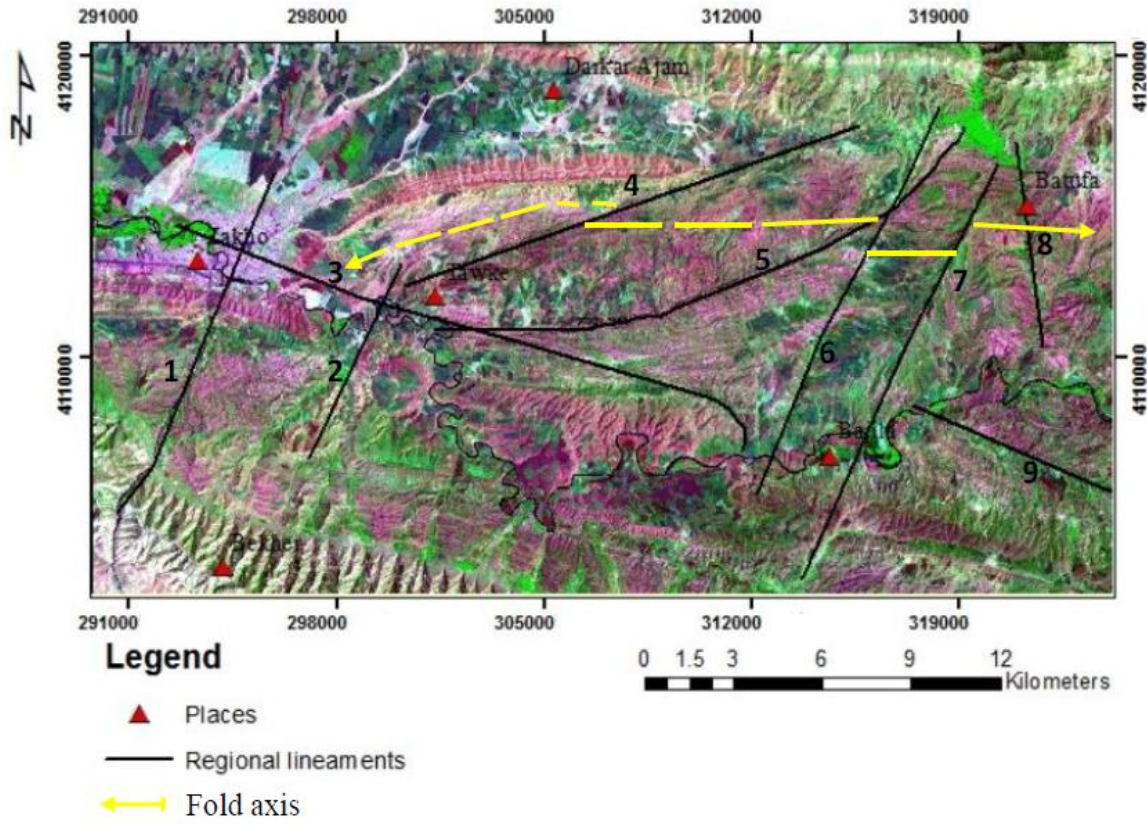 291000 298000 305000 312000 319000
N
4120000
4120000
Darkar Ajam
4
Batufa
Zakho
3
5
8
Tawke
7
6
1
2
4110000
4110000
9
291000 298000 305000 312000 319000
Legend
Places
Regional lineaments
Fold axis
0 1.5 3 6 9 12
Kilometers